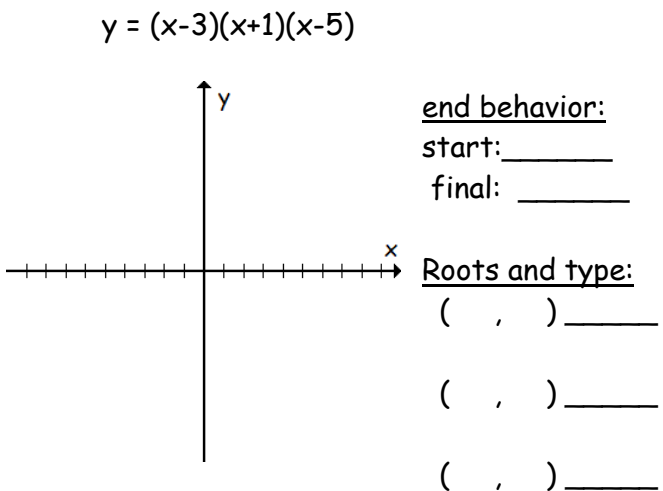 y = (x-3)(x+1)(x-5)
y
x
end behavior:
start:______
final: ______
Roots and type:
( , ) _____
( , ) _____
( , ) _____